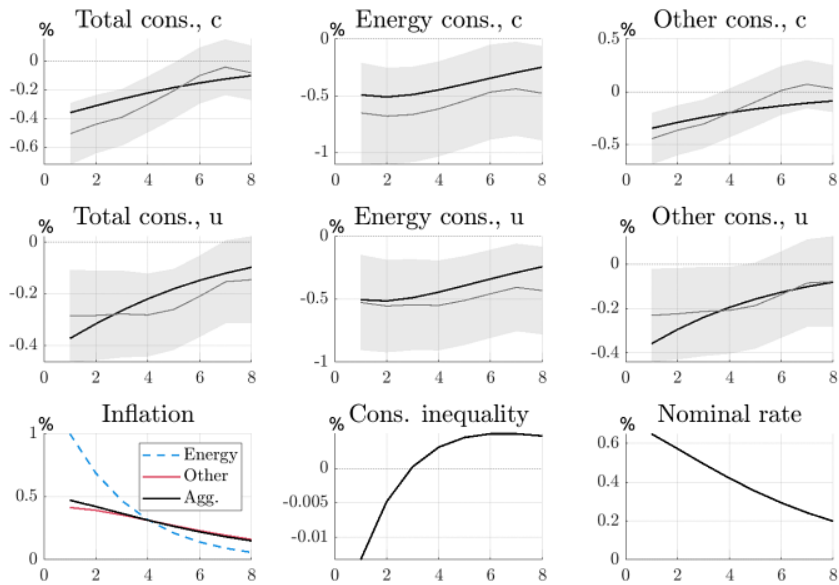 Total cons., c
%
0
-0.2
-0.4
-0.6
0 2 4 6 8
Energy cons., c
%
0
-0.5
-1
0 2 4 6 8
Other cons., c
%
0.5
0
-0.5
0 2 4 6 8
Total cons., u
%
0
-0.2
-0.4
0 2 4 6 8
Energy cons., u
%
0
-0.5
-1
0 2 4 6 8
Other cons., u
%
0
-0.2
-0.4
0 2 4 6 8
Inflation
%
1
0.5
0
Energy
Other
Agg.
0 2 4 6 8
Cons. inequality
%
0
-0.005
-0.01
0 2 4 6 8
Nominal rate
%
0.6
0.4
0.2
0
0 2 4 6 8